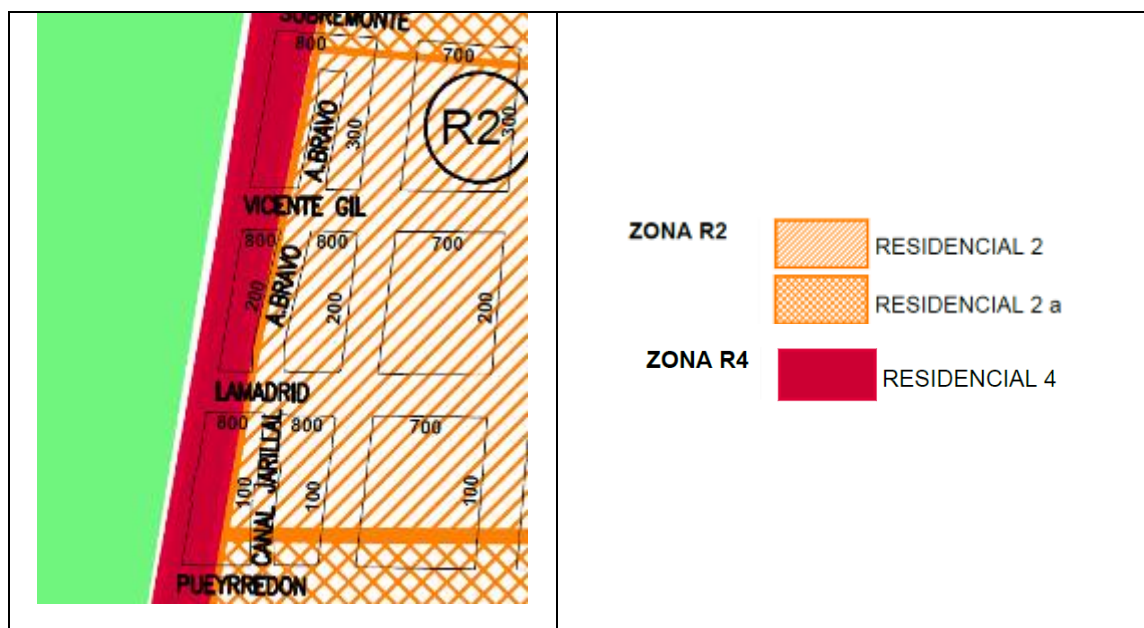 SOBREMONTE
800
700
R2
300
A.BRAVO
300
VICENTE GIL
800
800
700
A.BRAVO
200
200
200
LAMADRID
800
800
700
CANAL JARILLAL
100
100
100
PUEYRREDON
ZONA R2
RESIDENCIAL 2
RESIDENCIAL 2 a
ZONA R4
RESIDENCIAL 4